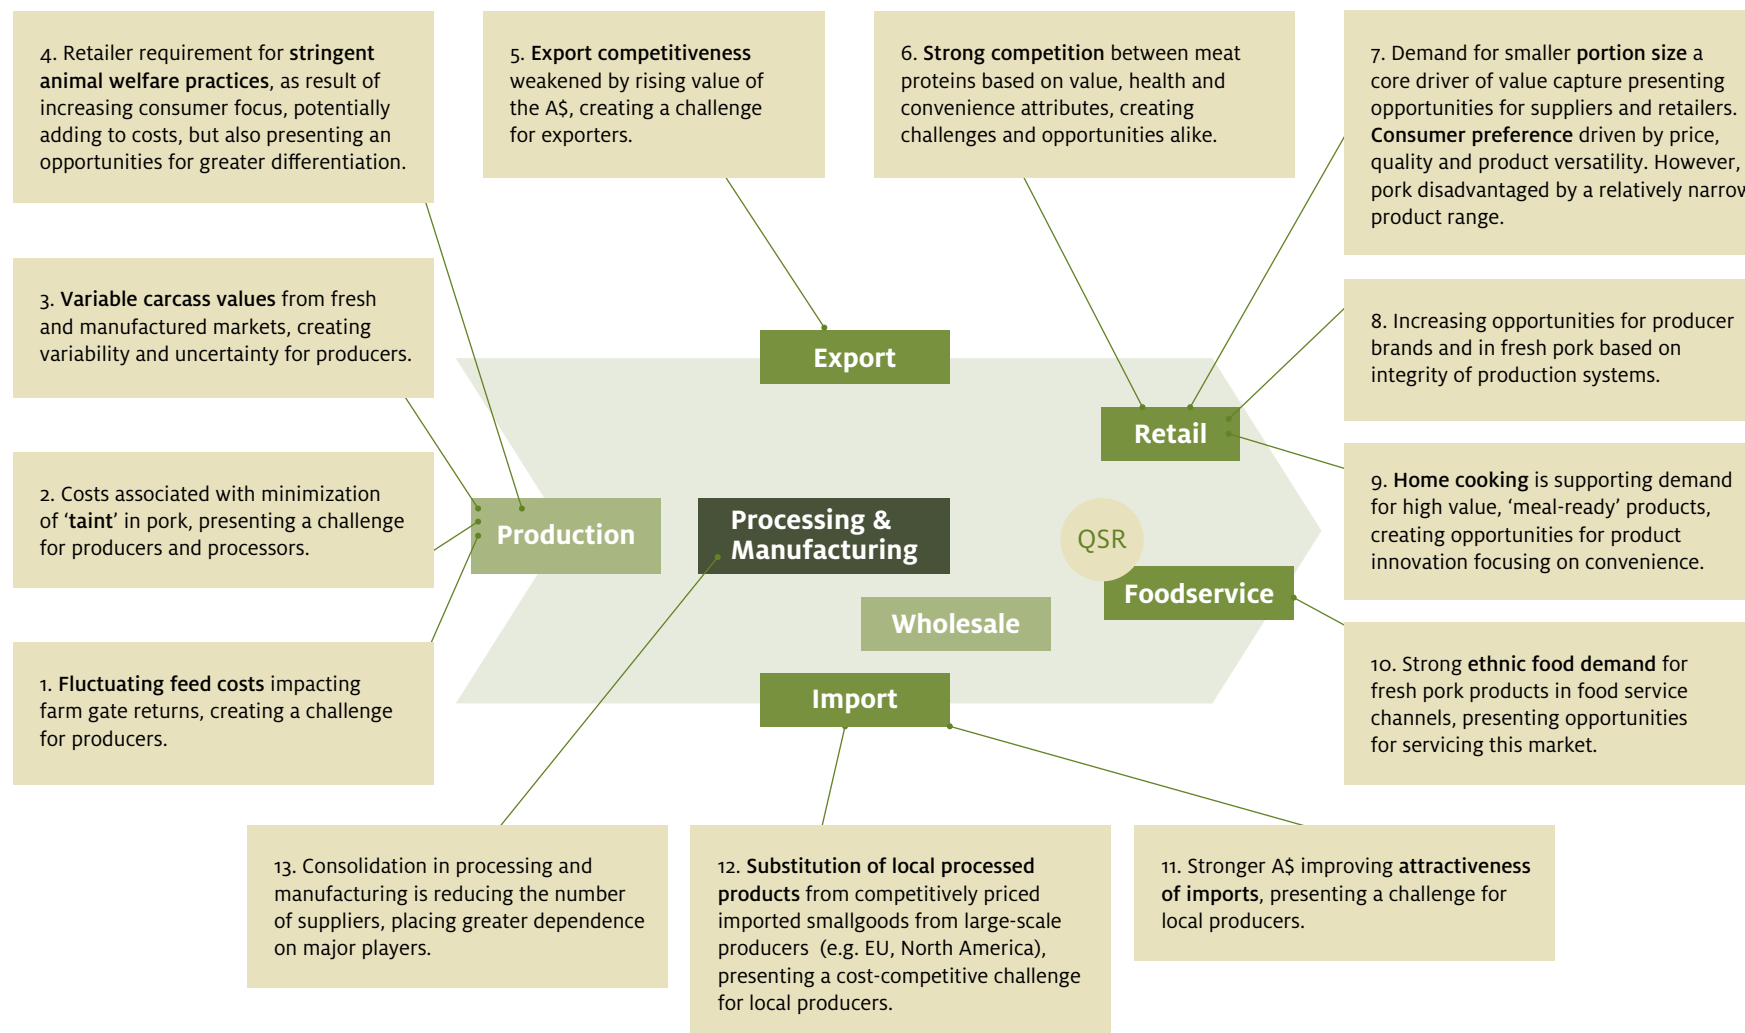 4. Retailer requirement for stringent
animal welfare practices, as result of
increasing consumer focus, potentially
adding to costs, but also presenting an
opportunities for greater differentiation.
5. Export competitiveness
weakened by rising value of
the A$, creating a challenge
for exporters.
6. Strong competition between meat
proteins based on value, health and
convenience attributes, creating
challenges and opportunities alike.
7. Demand for smaller portion size a
core driver of value capture presenting
opportunities for suppliers and retailers.
Consumer preference driven by price,
quality and product versatility. However,
pork disadvantaged by a relatively narrow
product range.
3. Variable carcass values from fresh
and manufactured markets, creating
variability and uncertainty for producers.
8. Increasing opportunities for producer
brands and in fresh pork based on
integrity of production systems.
Export
Retail
2. Costs associated with minimization
of ‘taint’ in pork, presenting a challenge
for producers and processors.
Production
Processing &
Manufacturing
QSR
Foodservice
Wholesale
Import
9. Home cooking is supporting demand
for high value, ‘meal-ready’ products,
creating opportunities for product
innovation focusing on convenience.
1. Fluctuating feed costs impacting
farm gate returns, creating a challenge
for producers.
10. Strong ethnic food demand for
fresh pork products in food service
channels, presenting opportunities
for servicing this market.
13. Consolidation in processing and
manufacturing is reducing the number
of suppliers, placing greater dependence
on major players.
12. Substitution of local processed
products from competitively priced
imported smallgoods from large-scale
producers  (e.g. EU, North America),
presenting a cost-competitive challenge
for local producers.
11. Stronger A$ improving attractiveness
of imports, presenting a challenge for
local producers.